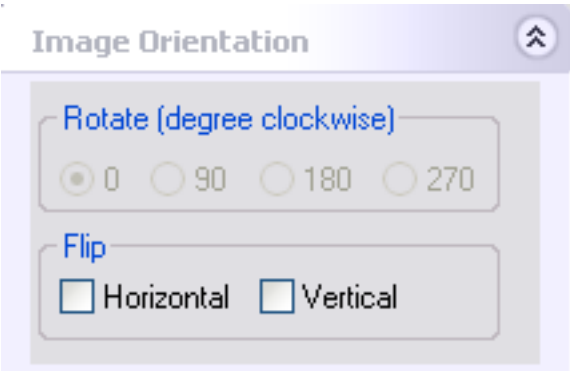 Image Orientation
Rotate (degree clockwise)
0 90 180 270
Flip
Horizontal Vertical